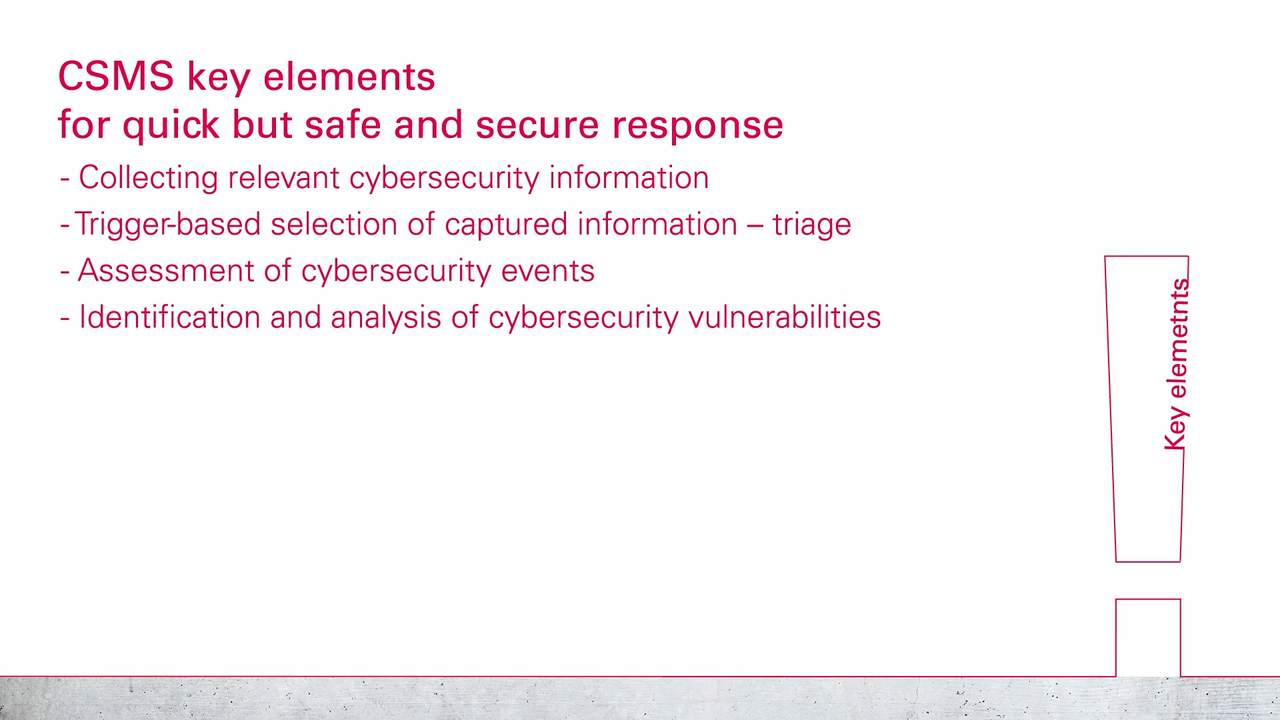 CSMS key elements
for quick but safe and secure response
- Collecting relevant cybersecurity information
- Trigger-based selection of captured information – triage
- Assessment of cybersecurity events
- Identification and analysis of cybersecurity vulnerabilities
Key elemetnts